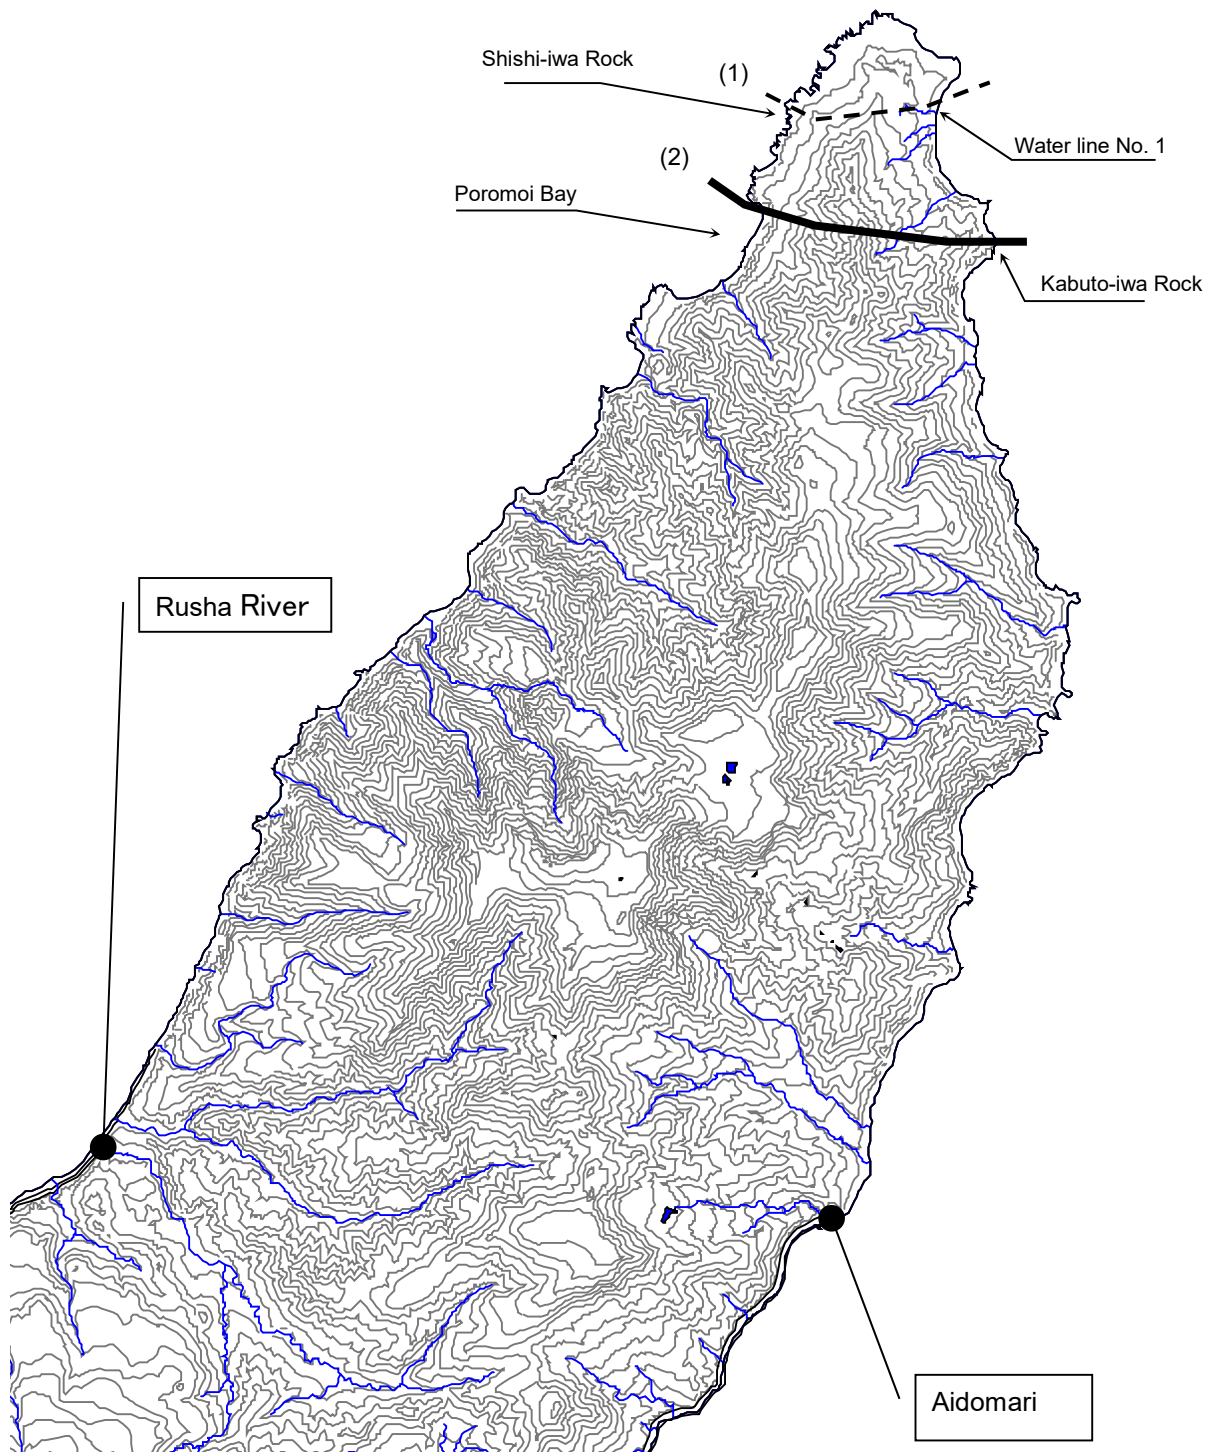 Shishi-iwa Rock
(1)
Water line No. 1
(2)
Poromoi Bay
Kabuto-iwa Rock
Rusha River
Aidomari